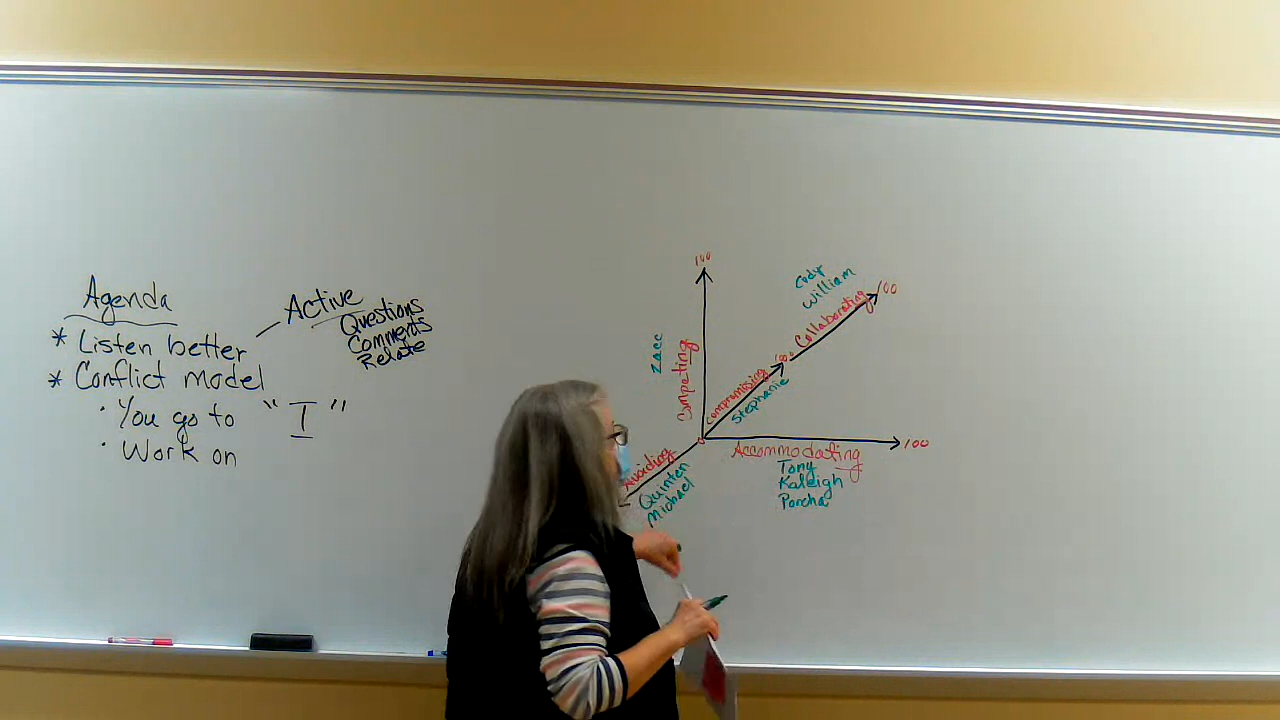 Agenda
* Listen better
Active
Questions
Comments
Relate
* Conflict model
· You go to "I"
· Work on
100
Competing
Zacc
Cody
William
Collaborating
100
Compromising
Stephanie
100
Accommodating
Tony
Kaleigh
Porcha
Avoiding
Quinten
Michael